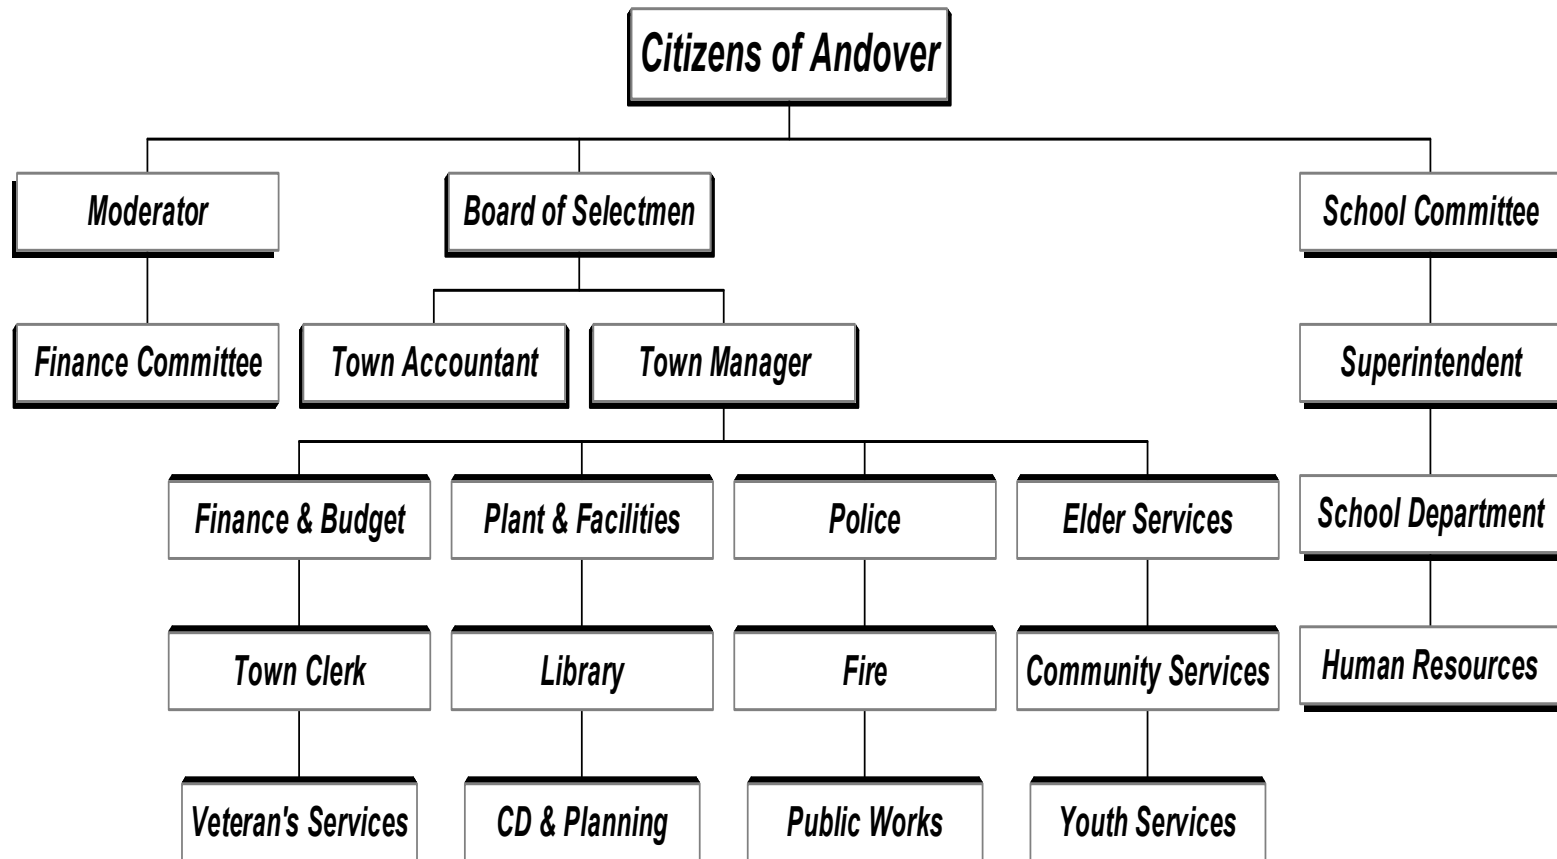 Citizens of Andover
Moderator
Board of Selectmen
School Committee
Finance Committee
Town Accountant
Town Manager
Superintendent
Finance & Budget
Plant & Facilities
Police
Elder Services
School Department
Town Clerk
Library
Fire
Community Services
Human Resources
Veteran's Services
CD & Planning
Public Works
Youth Services